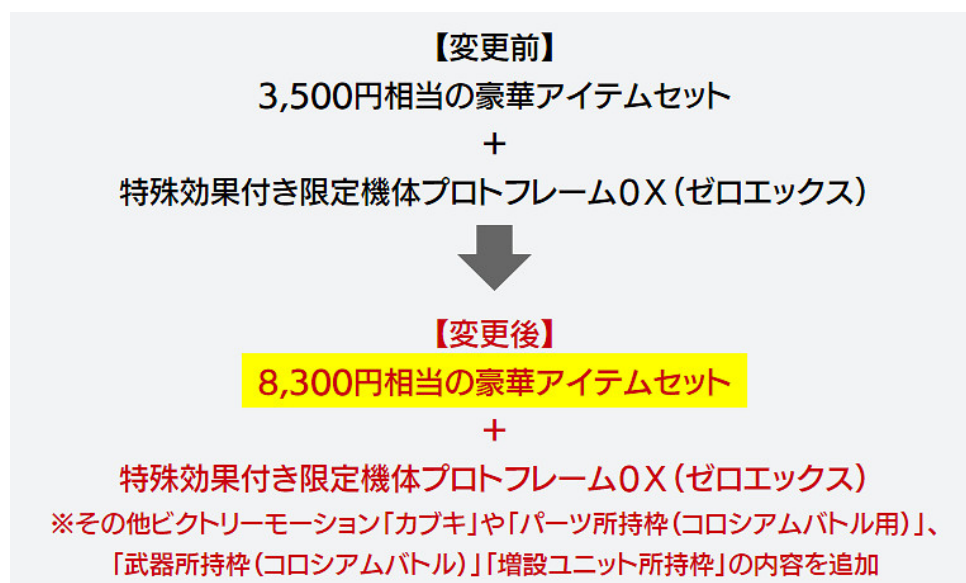 【変更前】
3,500円相当の豪華アイテムセット
+
特殊効果付き限定機体プロトフレーム0X(ゼロエックス)
【変更後】
8,300円相当の豪華アイテムセット
+
特殊効果付き限定機体プロトフレーム0X(ゼロエックス)
※その他ビクトリーモーション「カブキ」や「パーツ所持枠(コロシアムバトル用)」、
「武器所持枠(コロシアムバトル)」「増設ユニット所持枠」の内容を追加